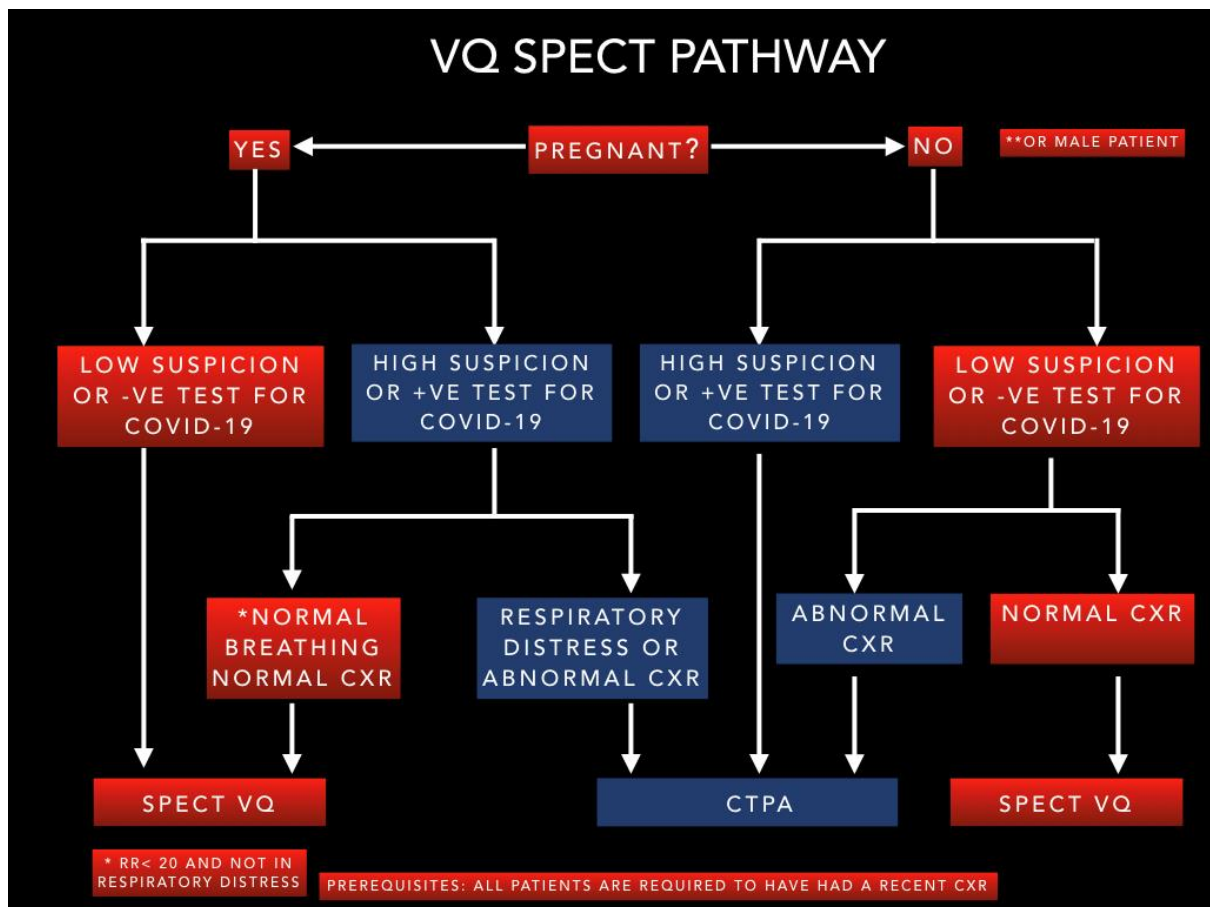 VQ SPECT PATHWAY
YES
PREGNANT?
NO
**OR MALE PATIENT
LOW SUSPICION
OR -VE TEST FOR
COVID-19
HIGH SUSPICION
OR +VE TEST FOR
COVID-19
HIGH SUSPICION
OR +VE TEST FOR
COVID-19
LOW SUSPICION
OR -VE TEST FOR
COVID-19
*NORMAL
BREATHING
NORMAL CXR
RESPIRATORY
DISTRESS OR
ABNORMAL CXR
ABNORMAL
CXR
NORMAL CXR
SPECT VQ
CTPA
SPECT VQ
* RR< 20 AND NOT IN
RESPIRATORY DISTRESS
PREREQUISITES: ALL PATIENTS ARE REQUIRED TO HAVE HAD A RECENT CXR